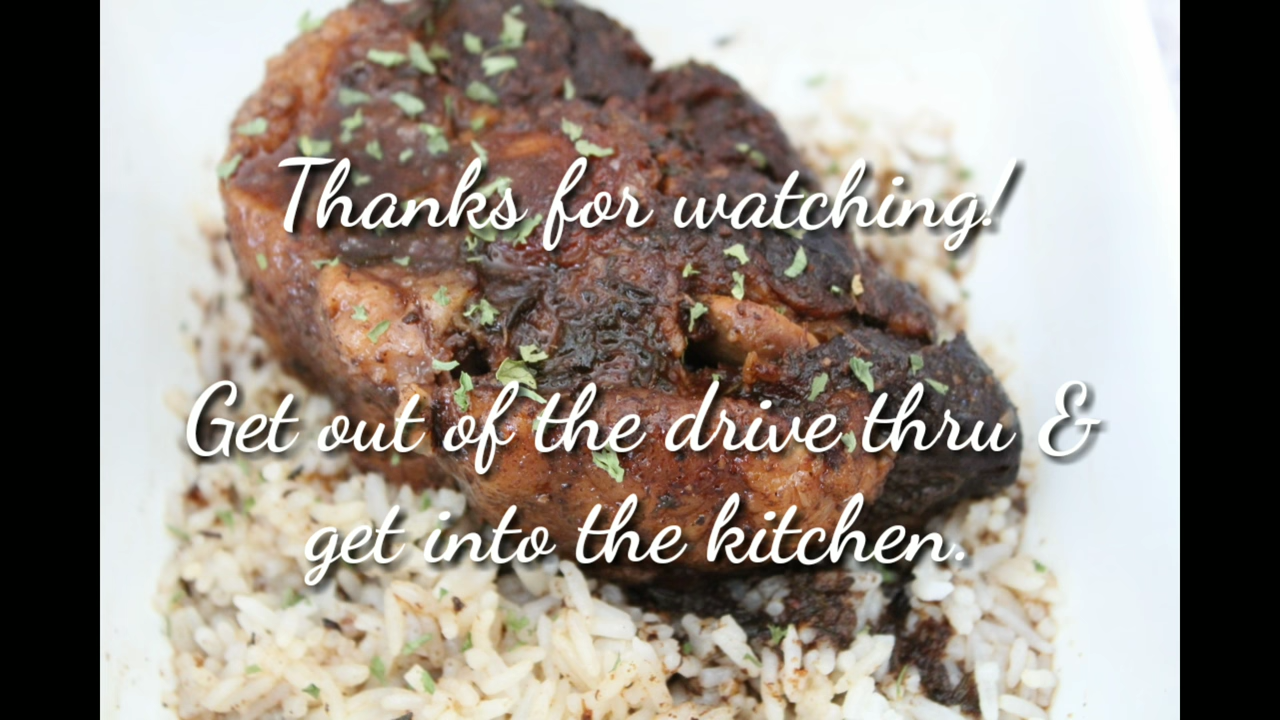 Thanks for watching!
Get out of the drive thru &
get into the kitchen.